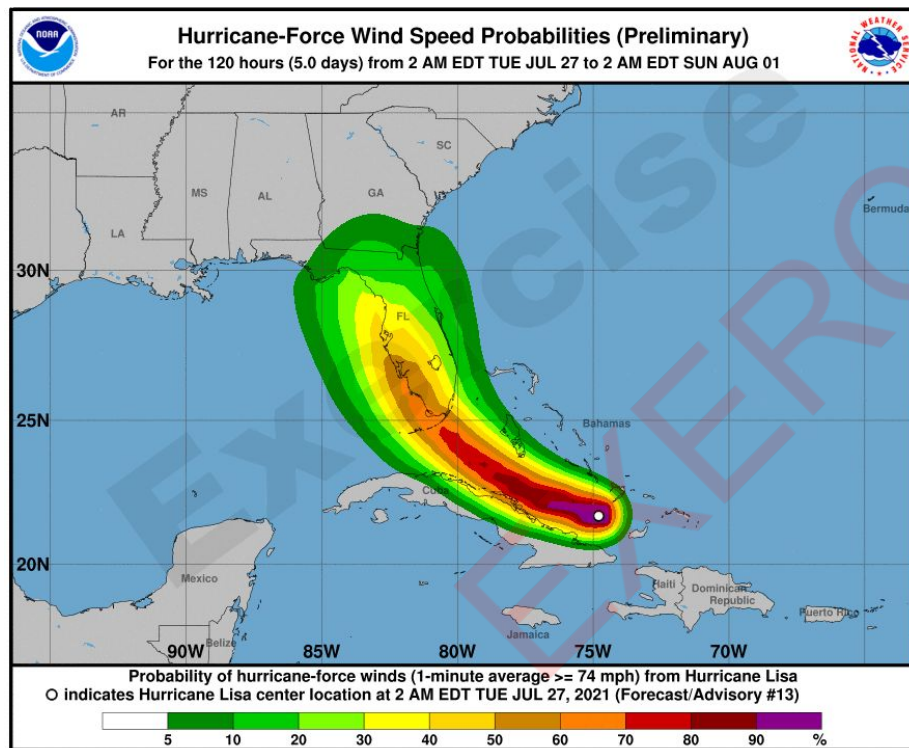 NOAA
NATIONAL WEATHER SERVICE
Hurricane-Force Wind Speed Probabilities (Preliminary)
For the 120 hours (5.0 days) from 2 AM EDT TUE JUL 27 to 2 AM EDT SUN AUG 01
AR
SC
MS
AL
GA
Bermuda
LA
30N
FL
25N
Bahamas
Cuba
20N
Mexico
Haiti
Dominican
Republic
Puerto Rico
Jamaica
Belize
90W
85W
80W
75W
70W
Exercise
EXERC
Probability of hurricane-force winds (1-minute average >= 74 mph) from Hurricane Lisa
indicates Hurricane Lisa center location at 2 AM EDT TUE JUL 27, 2021 (Forecast/Advisory #13)
5 10 20 30 40 50 60 70 80 90 %